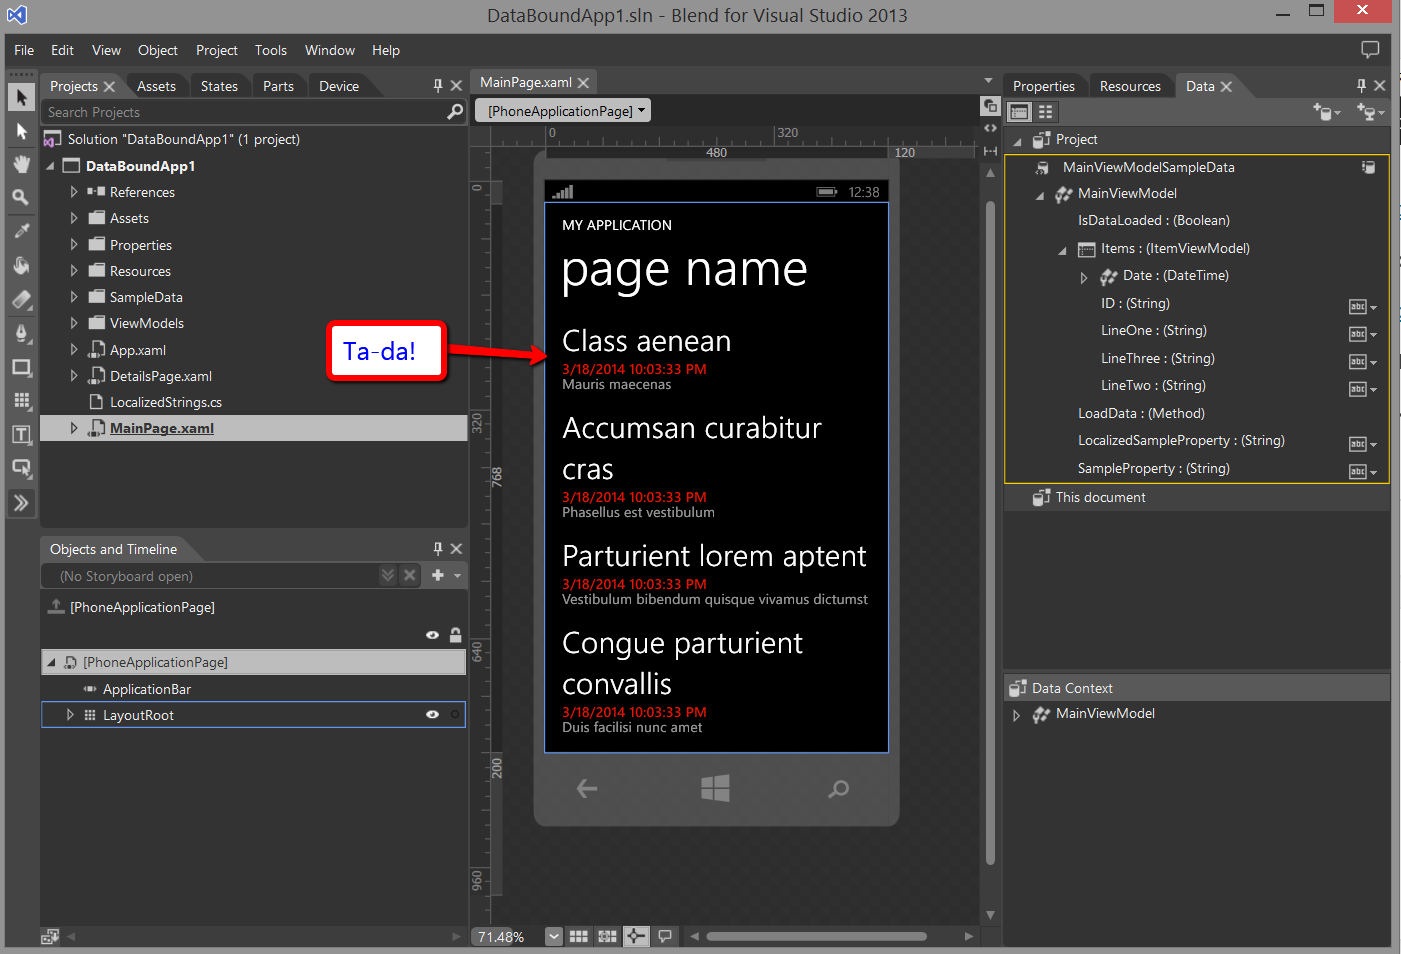 DataBoundApp1.sln - Blend for Visual Studio 2013
File Edit View Object Project Tools Window Help
Projects Assets States Parts Device
Search Projects
Solution "DataBoundApp1" (1 project)
DataBoundApp1
References
Assets
Properties
Resources
SampleData
ViewModels
App.xaml
DetailsPage.xaml
LocalizedStrings.cs
MainPage.xaml
Objects and Timeline
(No Storyboard open)
[PhoneApplicationPage]
[PhoneApplicationPage]
ApplicationBar
LayoutRoot
MainPage.xaml
[PhoneApplicationPage]
0 320
480 120
0
320
768
640
200
960
12:38
MY APPLICATION
page name
Class aenean
3/18/2014 10:03:33 PM
Mauris maecenas
Accumsan curabitur
cras
3/18/2014 10:03:33 PM
Phasellus est vestibulum
Parturient lorem aptent
3/18/2014 10:03:33 PM
Vestibulum bibendum quisque vivamus dictumst
Congue parturient
convallis
3/18/2014 10:03:33 PM
Duis facilisi nunc amet
Ta-da!
71.48%
Properties Resources Data
Project
MainViewModelSampleData
MainViewModel
IsDataLoaded : (Boolean)
Items : (ItemViewModel)
Date : (DateTime)
ID : (String)
abc
LineOne : (String)
abc
LineThree : (String)
abc
LineTwo : (String)
abc
LoadData : (Method)
LocalizedSampleProperty : (String)
abc
SampleProperty : (String)
abc
This document
Data Context
MainViewModel